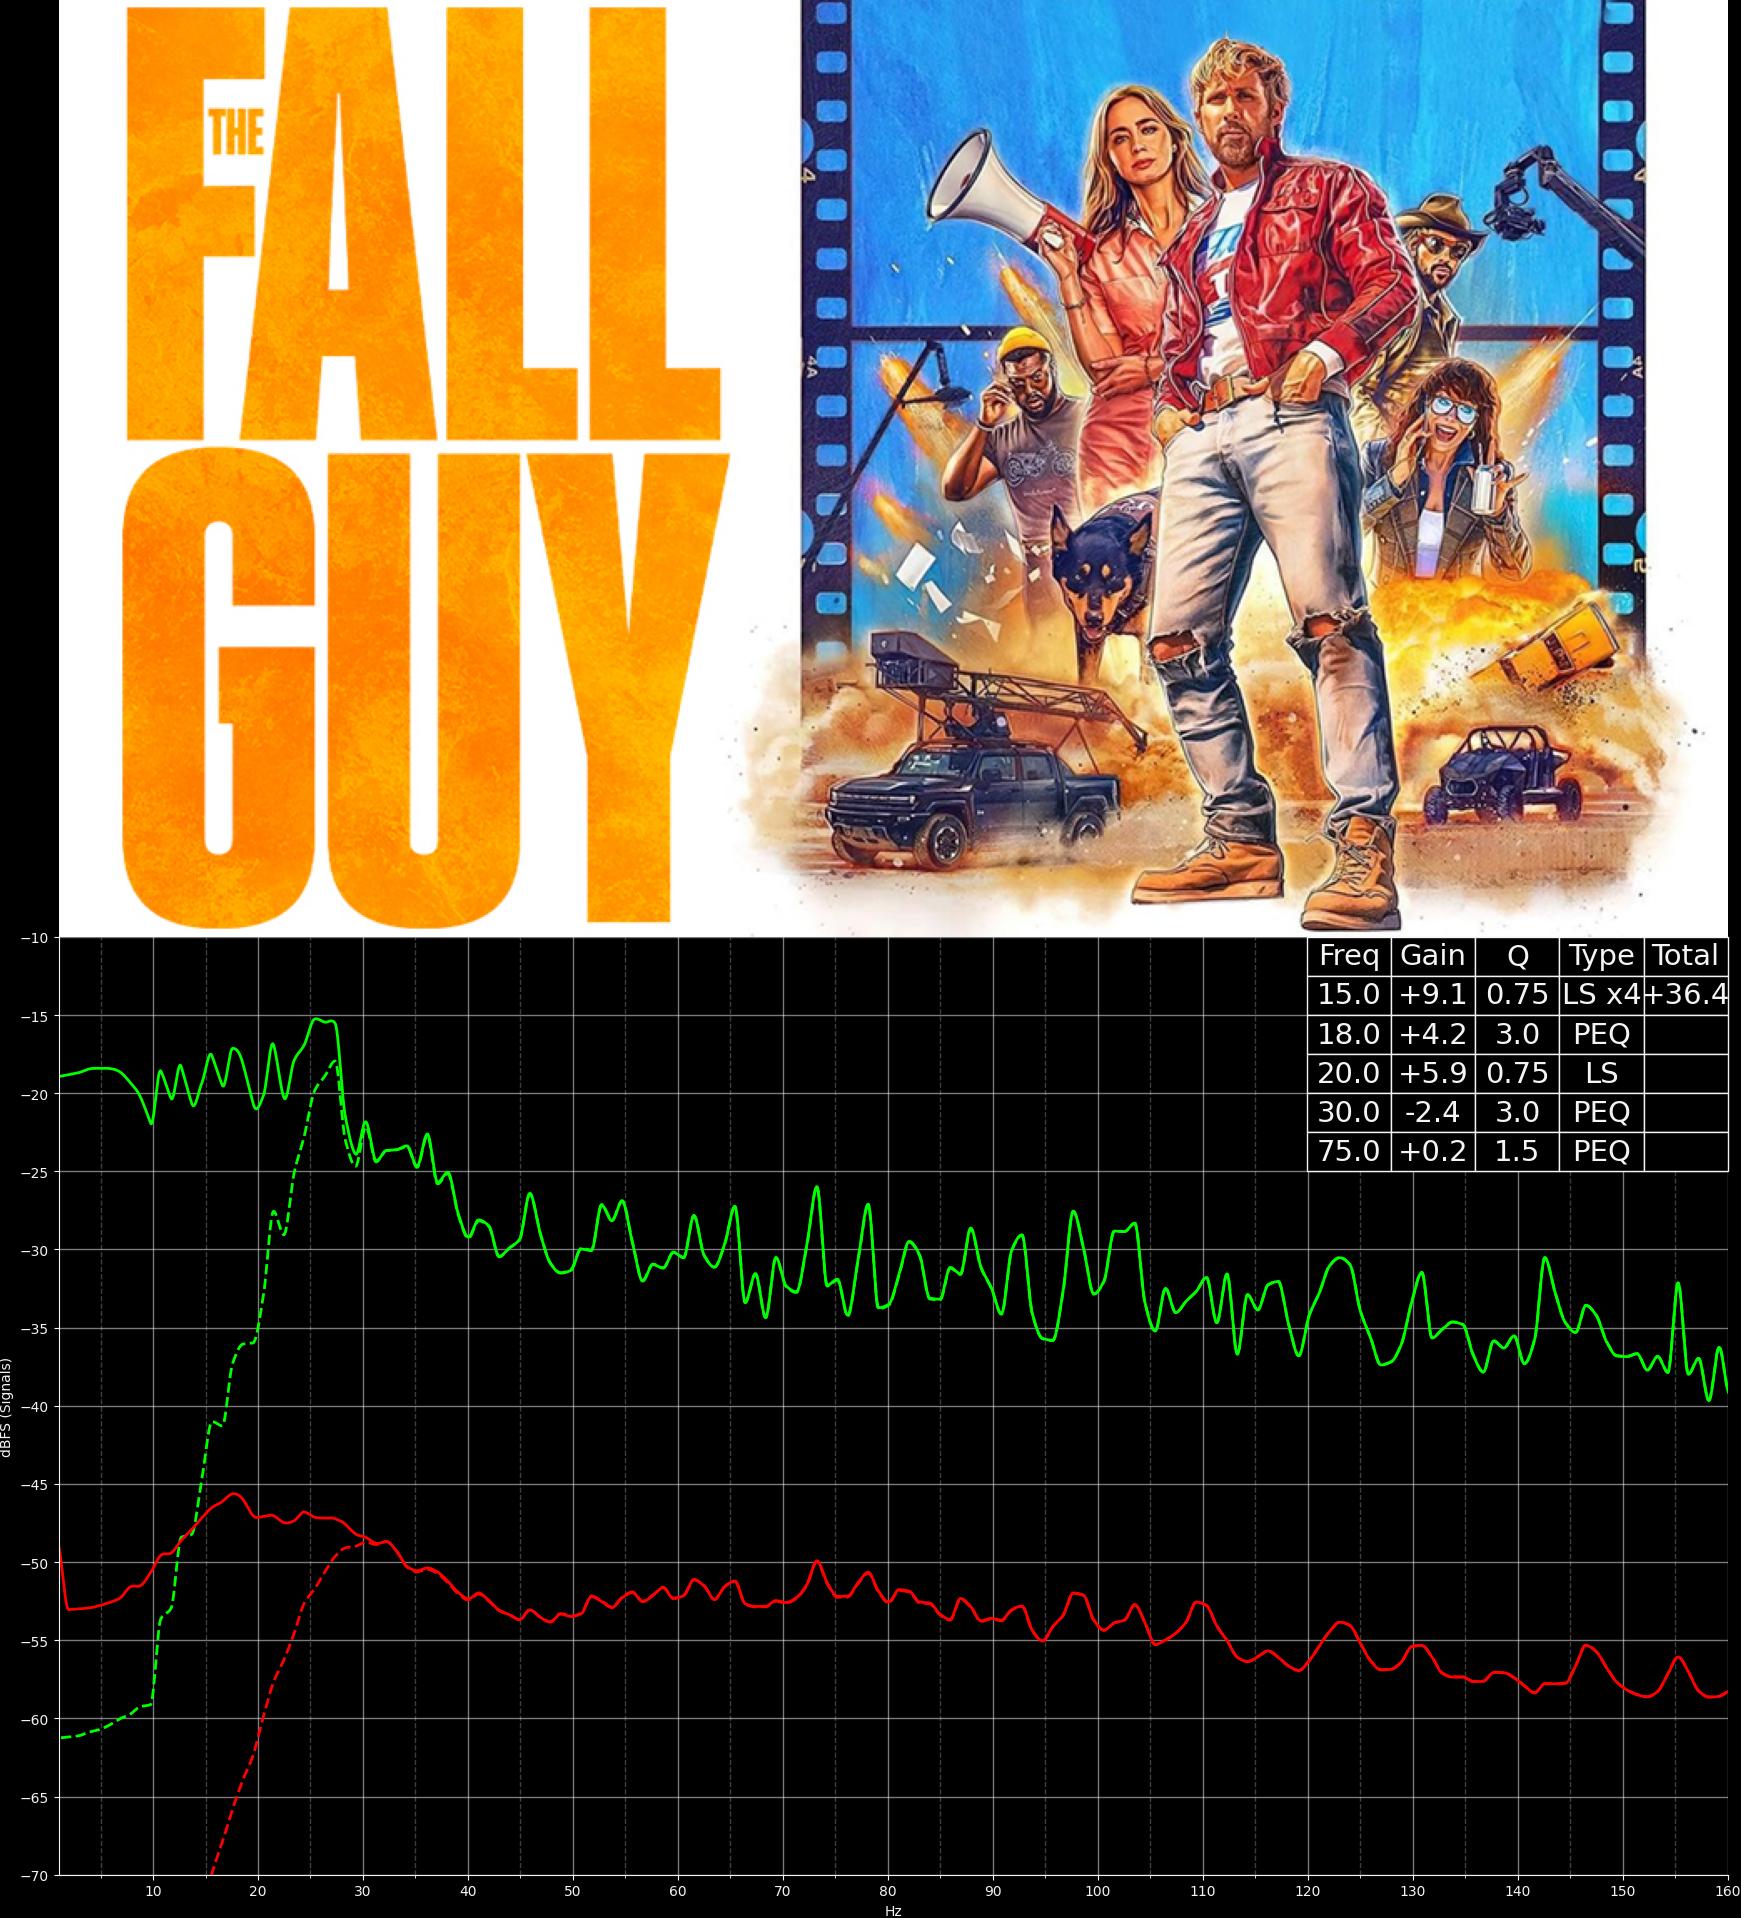 THE
FALL
GUY
Freq Gain Q Type Total
15.0 +9.1 0.75 LS x4 +36.4
18.0 +4.2 3.0 PEQ
20.0 +5.9 0.75 LS
30.0 -2.4 3.0 PEQ
75.0 +0.2 1.5 PEQ
−10
−15
−20
−25
−30
−35
−40
−45
−50
−55
−60
−65
−70
dBFS (Signals)
10 20 30 40 50 60 70 80 90 100 110 120 130 140 150 160
Hz